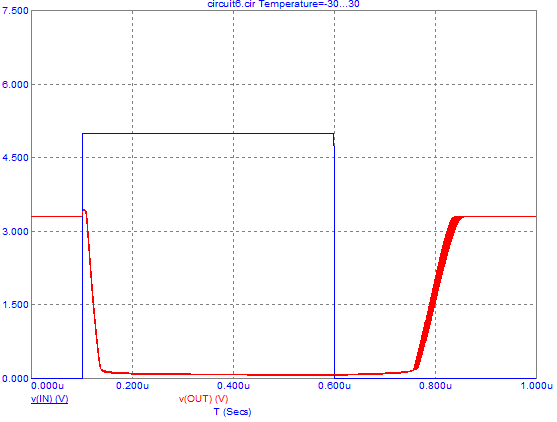 circuit6.cir Temperature=-30...30
7.500
6.000
4.500
3.000
1.500
0.000
0.000u 0.200u 0.400u 0.600u 0.800u 1.000u
v(IN) (V) v(OUT) (V)
T (Secs)